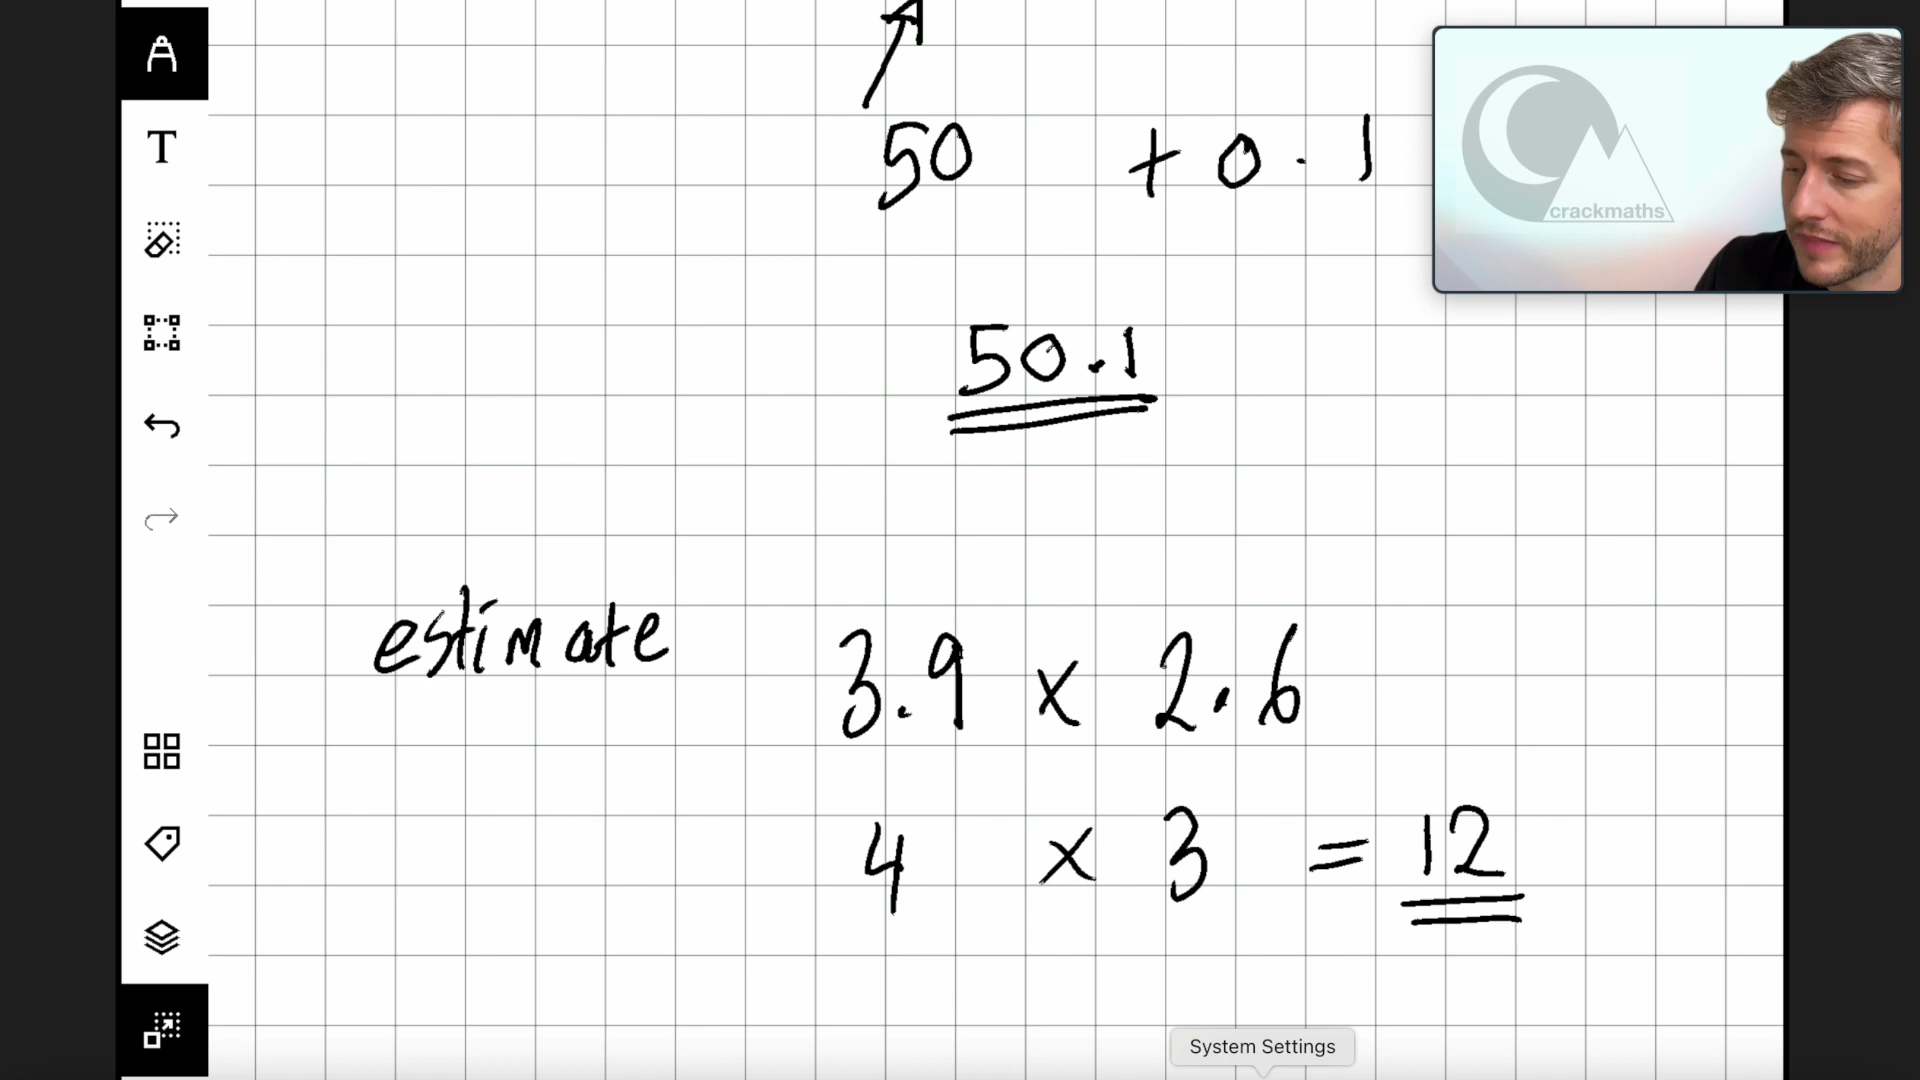 T
50 + 0.1
crackmaths
50.1
estimate 3.9 x 2.6
4 x 3 = 12
System Settings